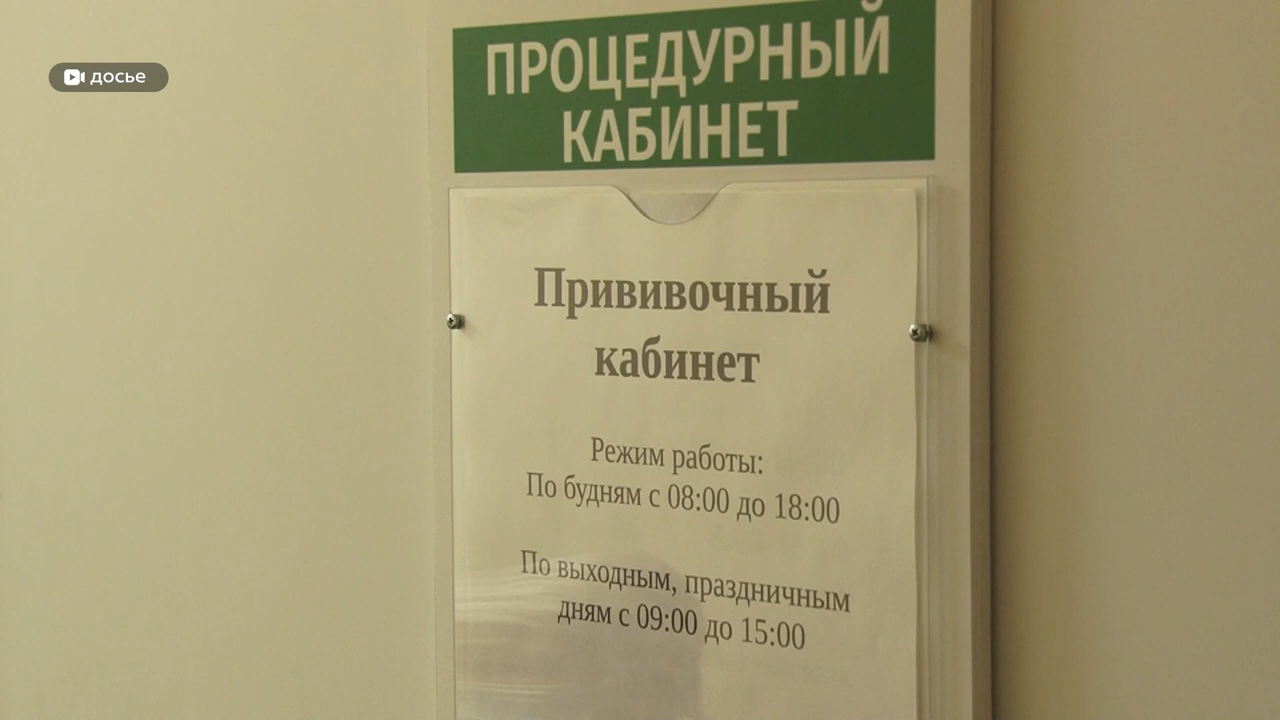 досье
ПРОЦЕДУРНЫЙ
КАБИНЕТ
Прививочный
кабинет
Режим работы:
По будням с 08:00 до 18:00
По выходным, праздничным
дням с 09:00 до 15:00